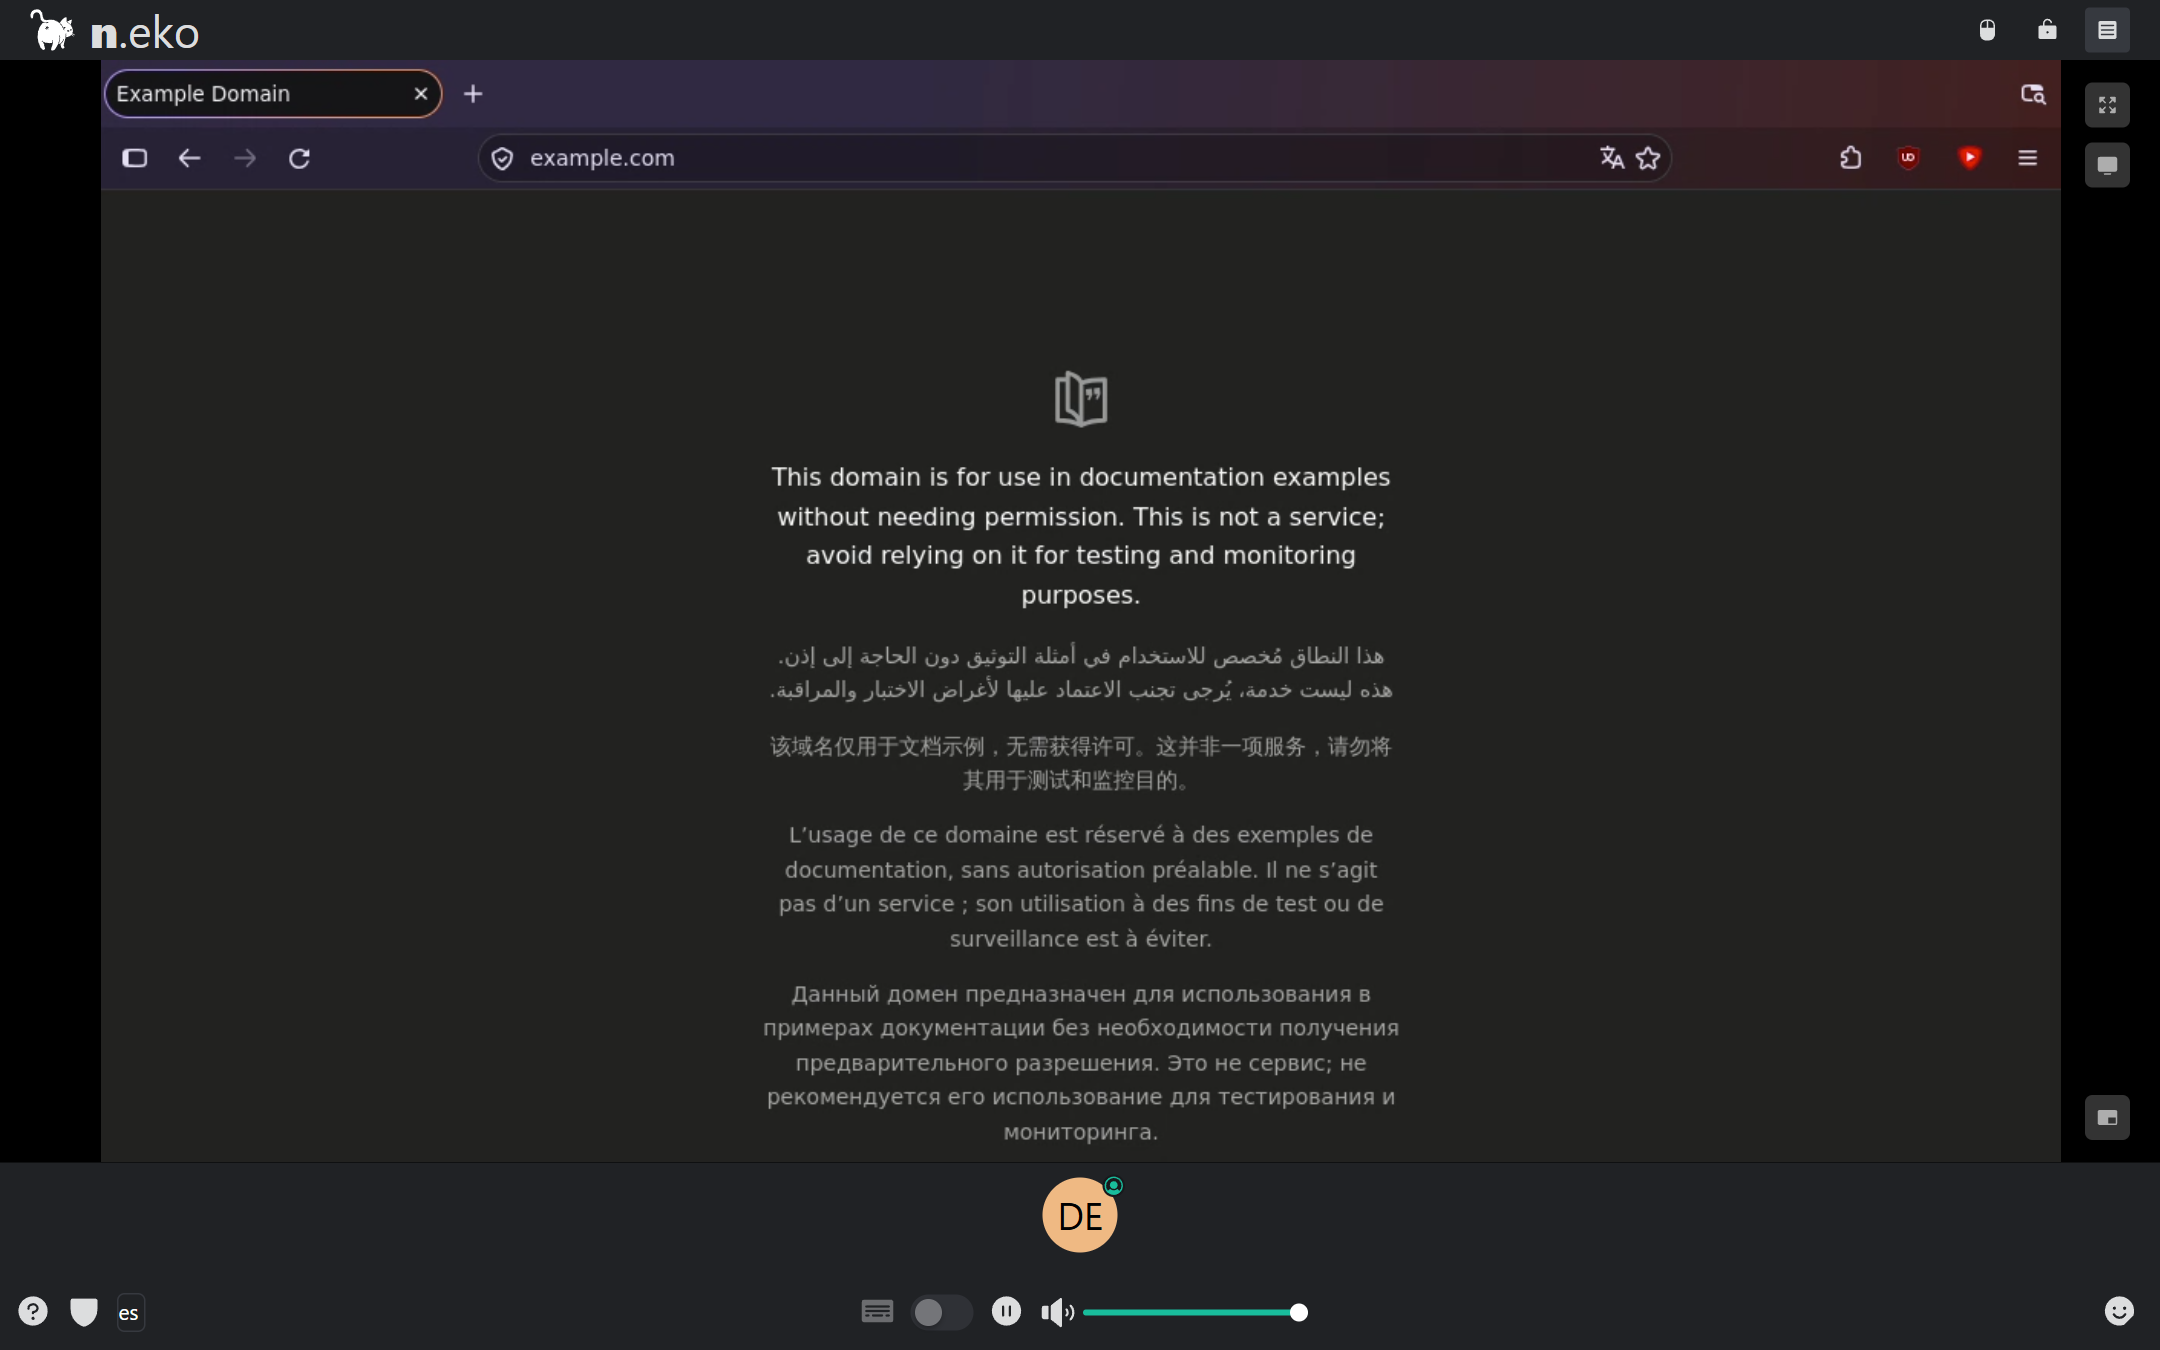 n.eko
Example Domain
example.com
This domain is for use in documentation examples
without needing permission. This is not a service;
avoid relying on it for testing and monitoring
purposes.
هذا النطاق مُخصص للاستخدام في أمثلة التوثيق دون الحاجة إلى إذن.
هذه ليست خدمة، يُرجى تجنب الاعتماد عليها لأغراض الاختبار والمراقبة.
该域名仅用于文档示例，无需获得许可。这并非一项服务，请勿将
其用于测试和监控目的。
L’usage de ce domaine est réservé à des exemples de
documentation, sans autorisation préalable. Il ne s’agit
pas d’un service ; son utilisation à des fins de test ou de
surveillance est à éviter.
Данный домен предназначен для использования в
примерах документации без необходимости получения
предварительного разрешения. Это не сервис; не
рекомендуется его использование для тестирования и
мониторинга.
DE
es